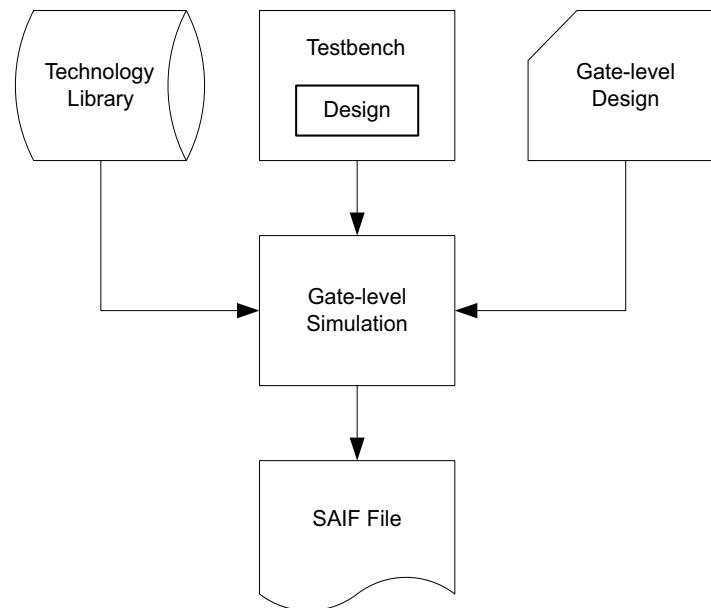 Technology
Library
Testbench
Design
Gate-level
Design
Gate-level
Simulation
SAIF File